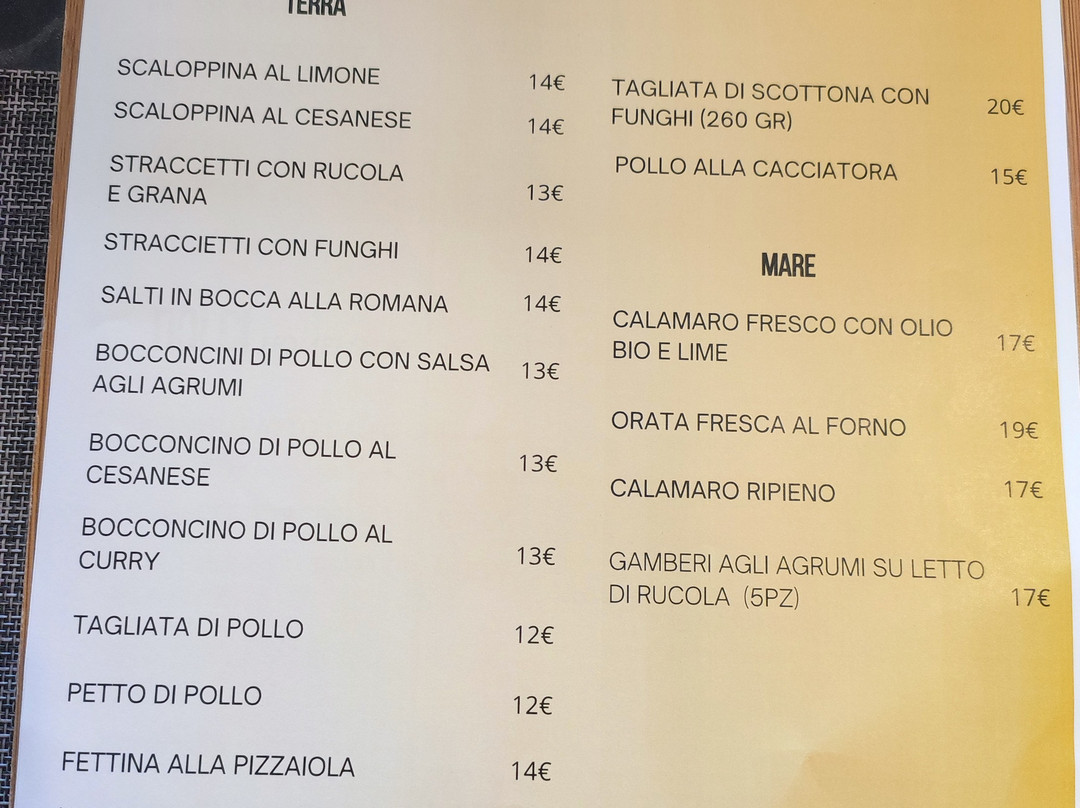 TERRA
SCALOPPINA AL LIMONE 14€
SCALOPPINA AL CESANESE 14€
STRACCETTI CON RUCOLA
E GRANA 13€
STRACCIETTI CON FUNGHI 14€
SALTI IN BOCCA ALLA ROMANA 14€
BOCCONCINI DI POLLO CON SALSA 13€
AGLI AGRUMI
BOCCONCINO DI POLLO AL
CESANESE 13€
BOCCONCINO DI POLLO AL
CURRY 13€
TAGLIATA DI POLLO 12€
PETTO DI POLLO 12€
FETTINA ALLA PIZZAIOLA 14€
TAGLIATA DI SCOTTONA CON 20€
FUNGHI (260 GR)
POLLO ALLA CACCIATORA 15€
MARE
CALAMARO FRESCO CON OLIO 17€
BIO E LIME
ORATA FRESCA AL FORNO 19€
CALAMARO RIPIENO 17€
GAMBERI AGLI AGRUMI SU LETTO
DI RUCOLA (5PZ) 17€